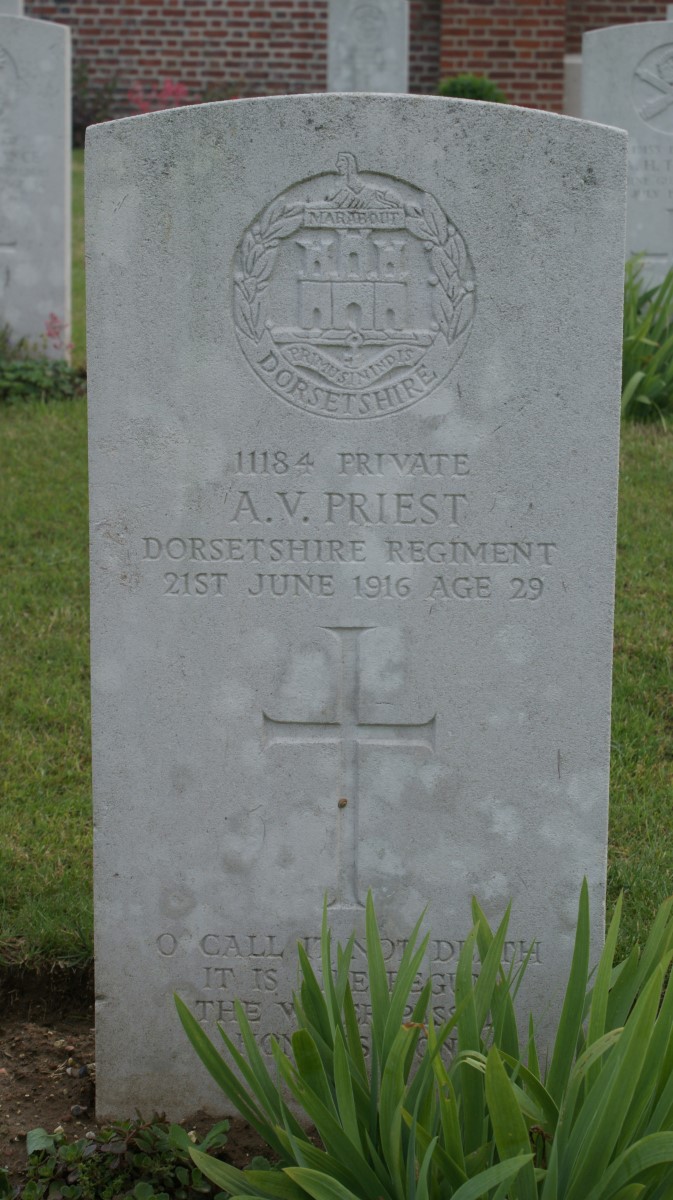 MARABOUT
PRIMUS IN INDIS
DORSETSHIRE
11184 PRIVATE
A.V. PRIEST
DORSETSHIRE REGIMENT
21ST JUNE 1916 AGE 29
O CALL IT NOT DEATH
IT IS
THE